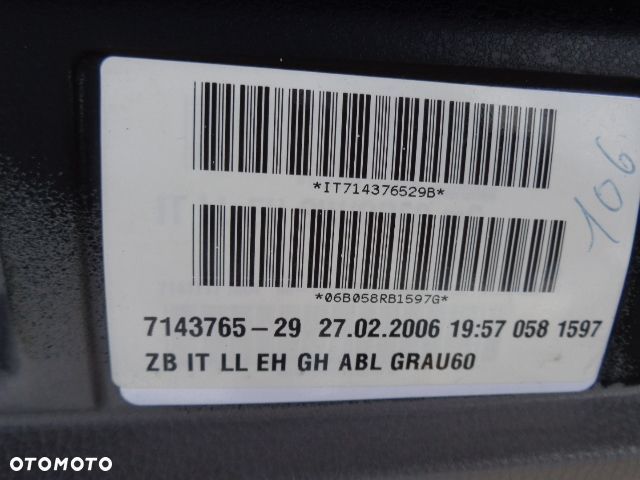 *IT714376529B*
106
*06B058RB1597G*
7143765-29 27.02.2006 19:57 058 1597
ZB IT LL EH GH ABL GRAU60
OTOMOTO